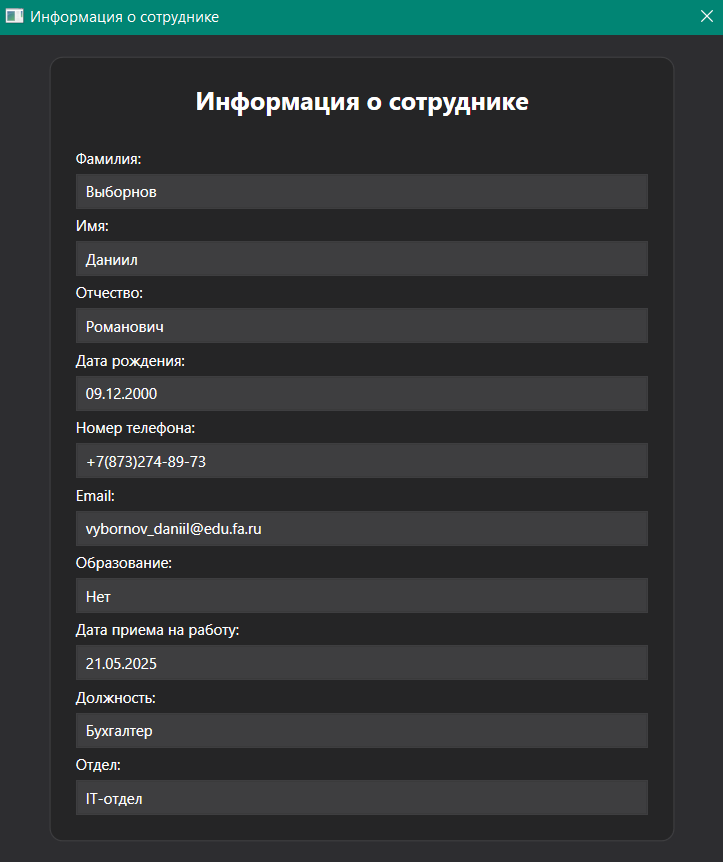 Информация о сотруднике
Информация о сотруднике
Фамилия:
Выборнов
Имя:
Даниил
Отчество:
Романович
Дата рождения:
09.12.2000
Номер телефона:
+7(873)274-89-73
Email:
vybornov_daniil@edu.fa.ru
Образование:
Нет
Дата приема на работу:
21.05.2025
Должность:
Бухгалтер
Отдел:
IT-отдел